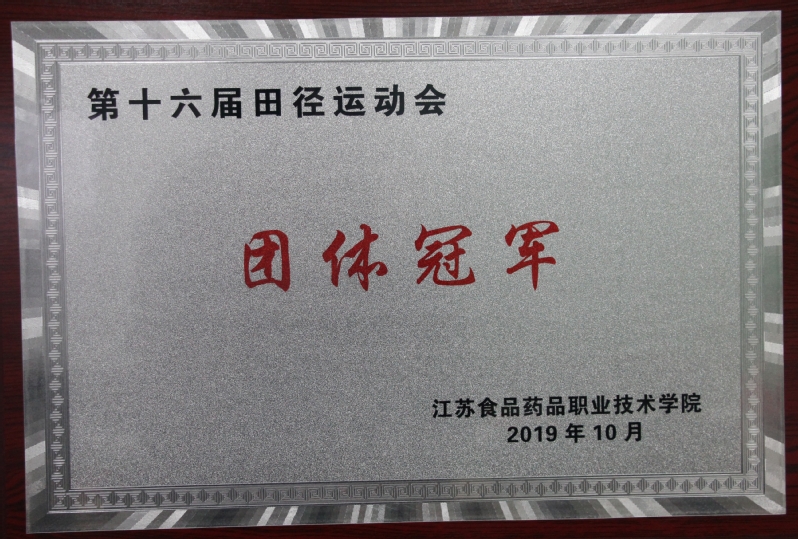 第十六届田径运动会
团体冠军
江苏食品药品职业技术学院
2019年10月